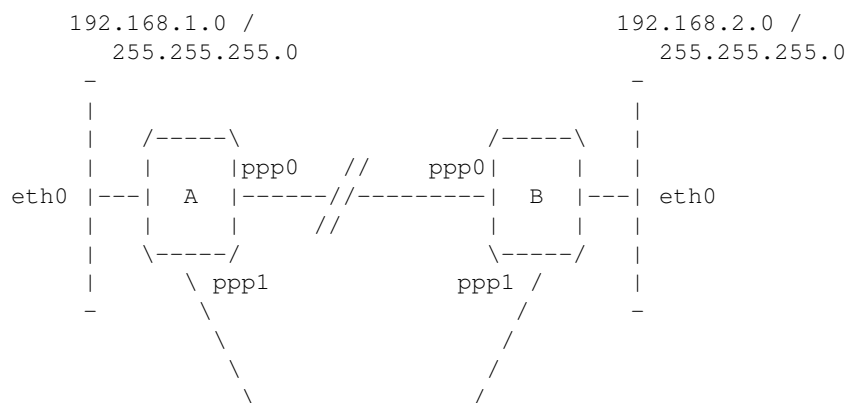 192.168.1.0 / 192.168.2.0 /
255.255.255.0 255.255.255.0
ppp0 ppp0
eth0 A B eth0
ppp1 ppp1